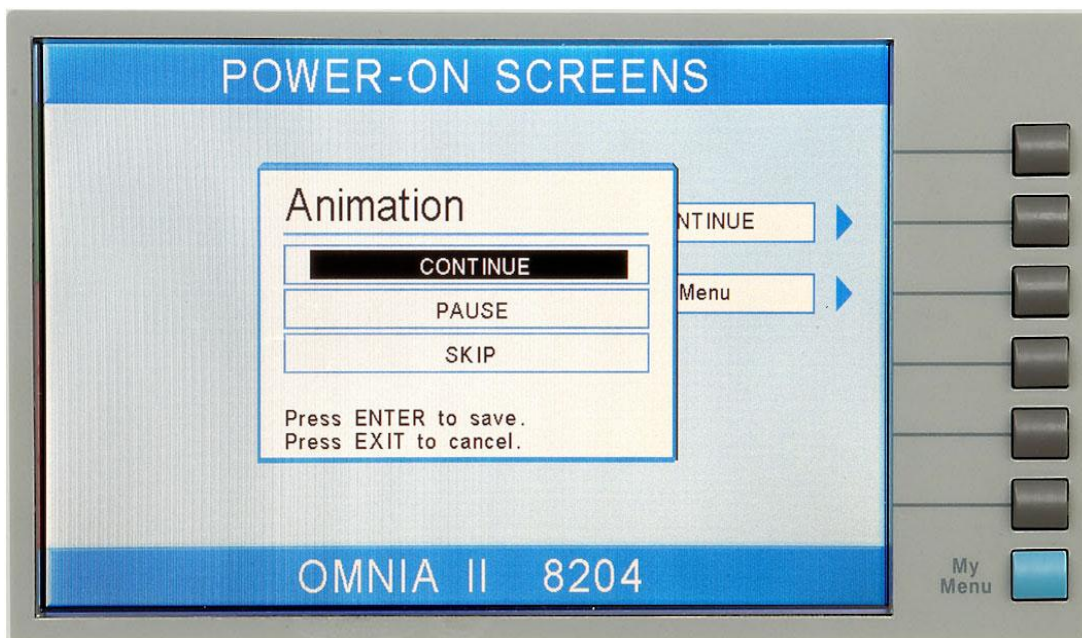 POWER-ON SCREENS
Animation
CONTINUE
PAUSE
SKIP
Press ENTER to save.
Press EXIT to cancel.
NTINUE
Menu
OMNIA II 8204
My
Menu